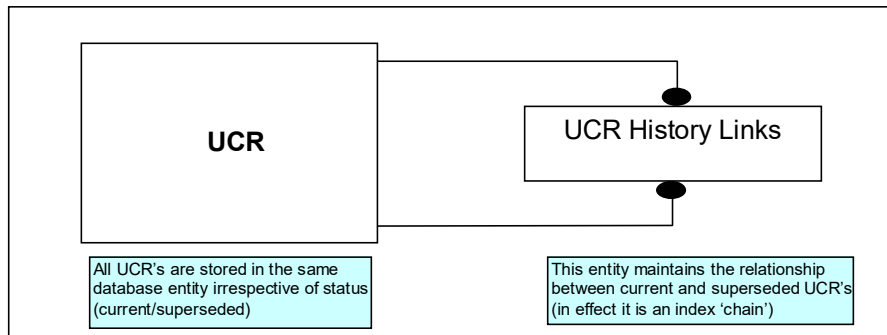 UCR
UCR History Links
All UCR's are stored in the same
database entity irrespective of status
(current/superseded)
This entity maintains the relationship
between current and superseded UCR's
(in effect it is an index ‘chain’)